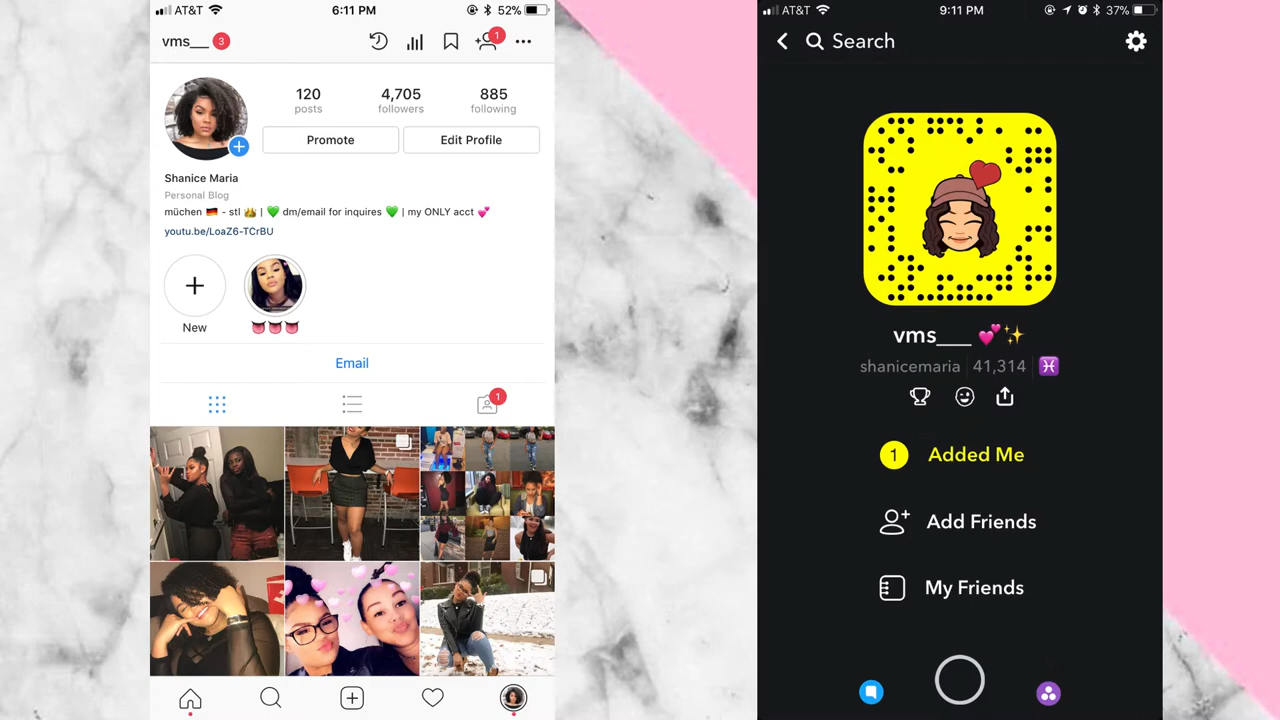 AT&T 6:11 PM 52%
vms___ 3
1
120 4,705 885
posts followers following
Promote Edit Profile
Shanice Maria
Personal Blog
müchen 🇩🇪 - stl 👑 | 💚 dm/email for inquires 💚 | my ONLY acct 💕
youtu.be/LoaZ6-TCrBU
New 👅👅👅
Email
1
AT&T 9:11 PM 37%
Search
vms___ 💕✨
shanicemaria 41,314 ♓
1 Added Me
Add Friends
My Friends